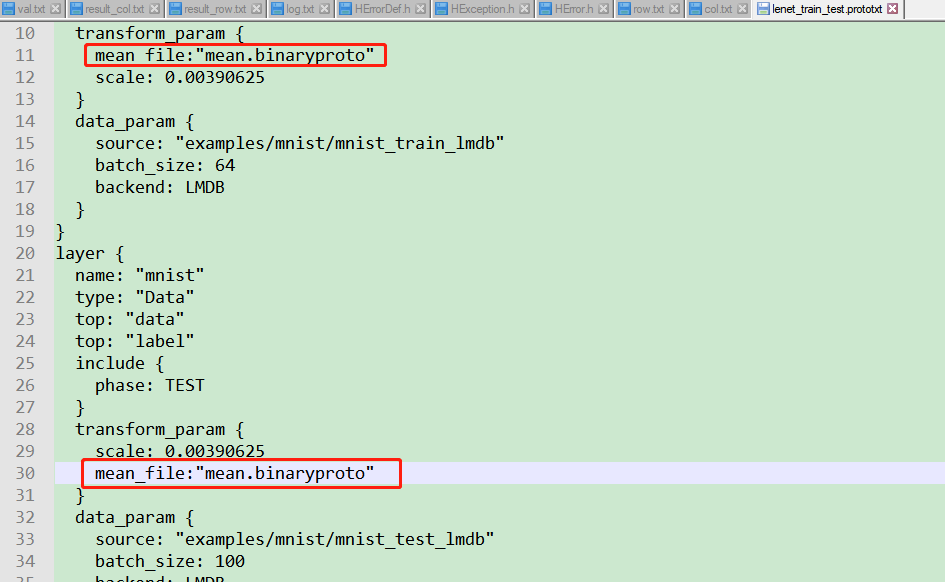 val.txt result_col.txt result_row.txt log.txt HErrorDef.h HException.h HError.h row.txt col.txt lenet_train_test.prototxt
10 transform_param {
11 mean_file:"mean.binaryproto"
12 scale: 0.00390625
13 }
14 data_param {
15 source: "examples/mnist/mnist_train_lmdb"
16 batch_size: 64
17 backend: LMDB
18 }
19 }
20 layer {
21 name: "mnist"
22 type: "Data"
23 top: "data"
24 top: "label"
25 include {
26 phase: TEST
27 }
28 transform_param {
29 scale: 0.00390625
30 mean_file:"mean.binaryproto"
31 }
32 data_param {
33 source: "examples/mnist/mnist_test_lmdb"
34 batch_size: 100
35 backend: LMDB